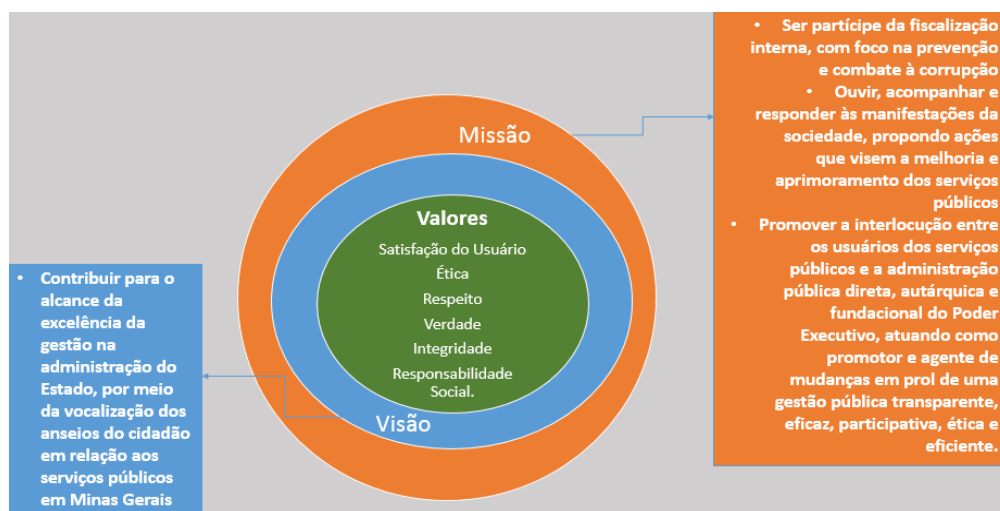 • Ser partícipe da fiscalização
interna, com foco na prevenção
e combate à corrupção
• Ouvir, acompanhar e
responder às manifestações da
sociedade, propondo ações
que visem a melhoria e
aprimoramento dos serviços
públicos
• Promover a interlocução entre
os usuários dos serviços
públicos e a administração
pública direta, autárquica e
fundacional do Poder
Executivo, atuando como
promotor e agente de
mudanças em prol de uma
gestão pública transparente,
eficaz, participativa, ética e
eficiente.
Missão
Valores
Satisfação do Usuário
Ética
Respeito
Verdade
Integridade
Responsabilidade
Social.
Visão
• Contribuir para o
alcance da
excelência da
gestão na
administração do
Estado, por meio
da vocalização dos
anseios do cidadão
em relação aos
serviços públicos
em Minas Gerais